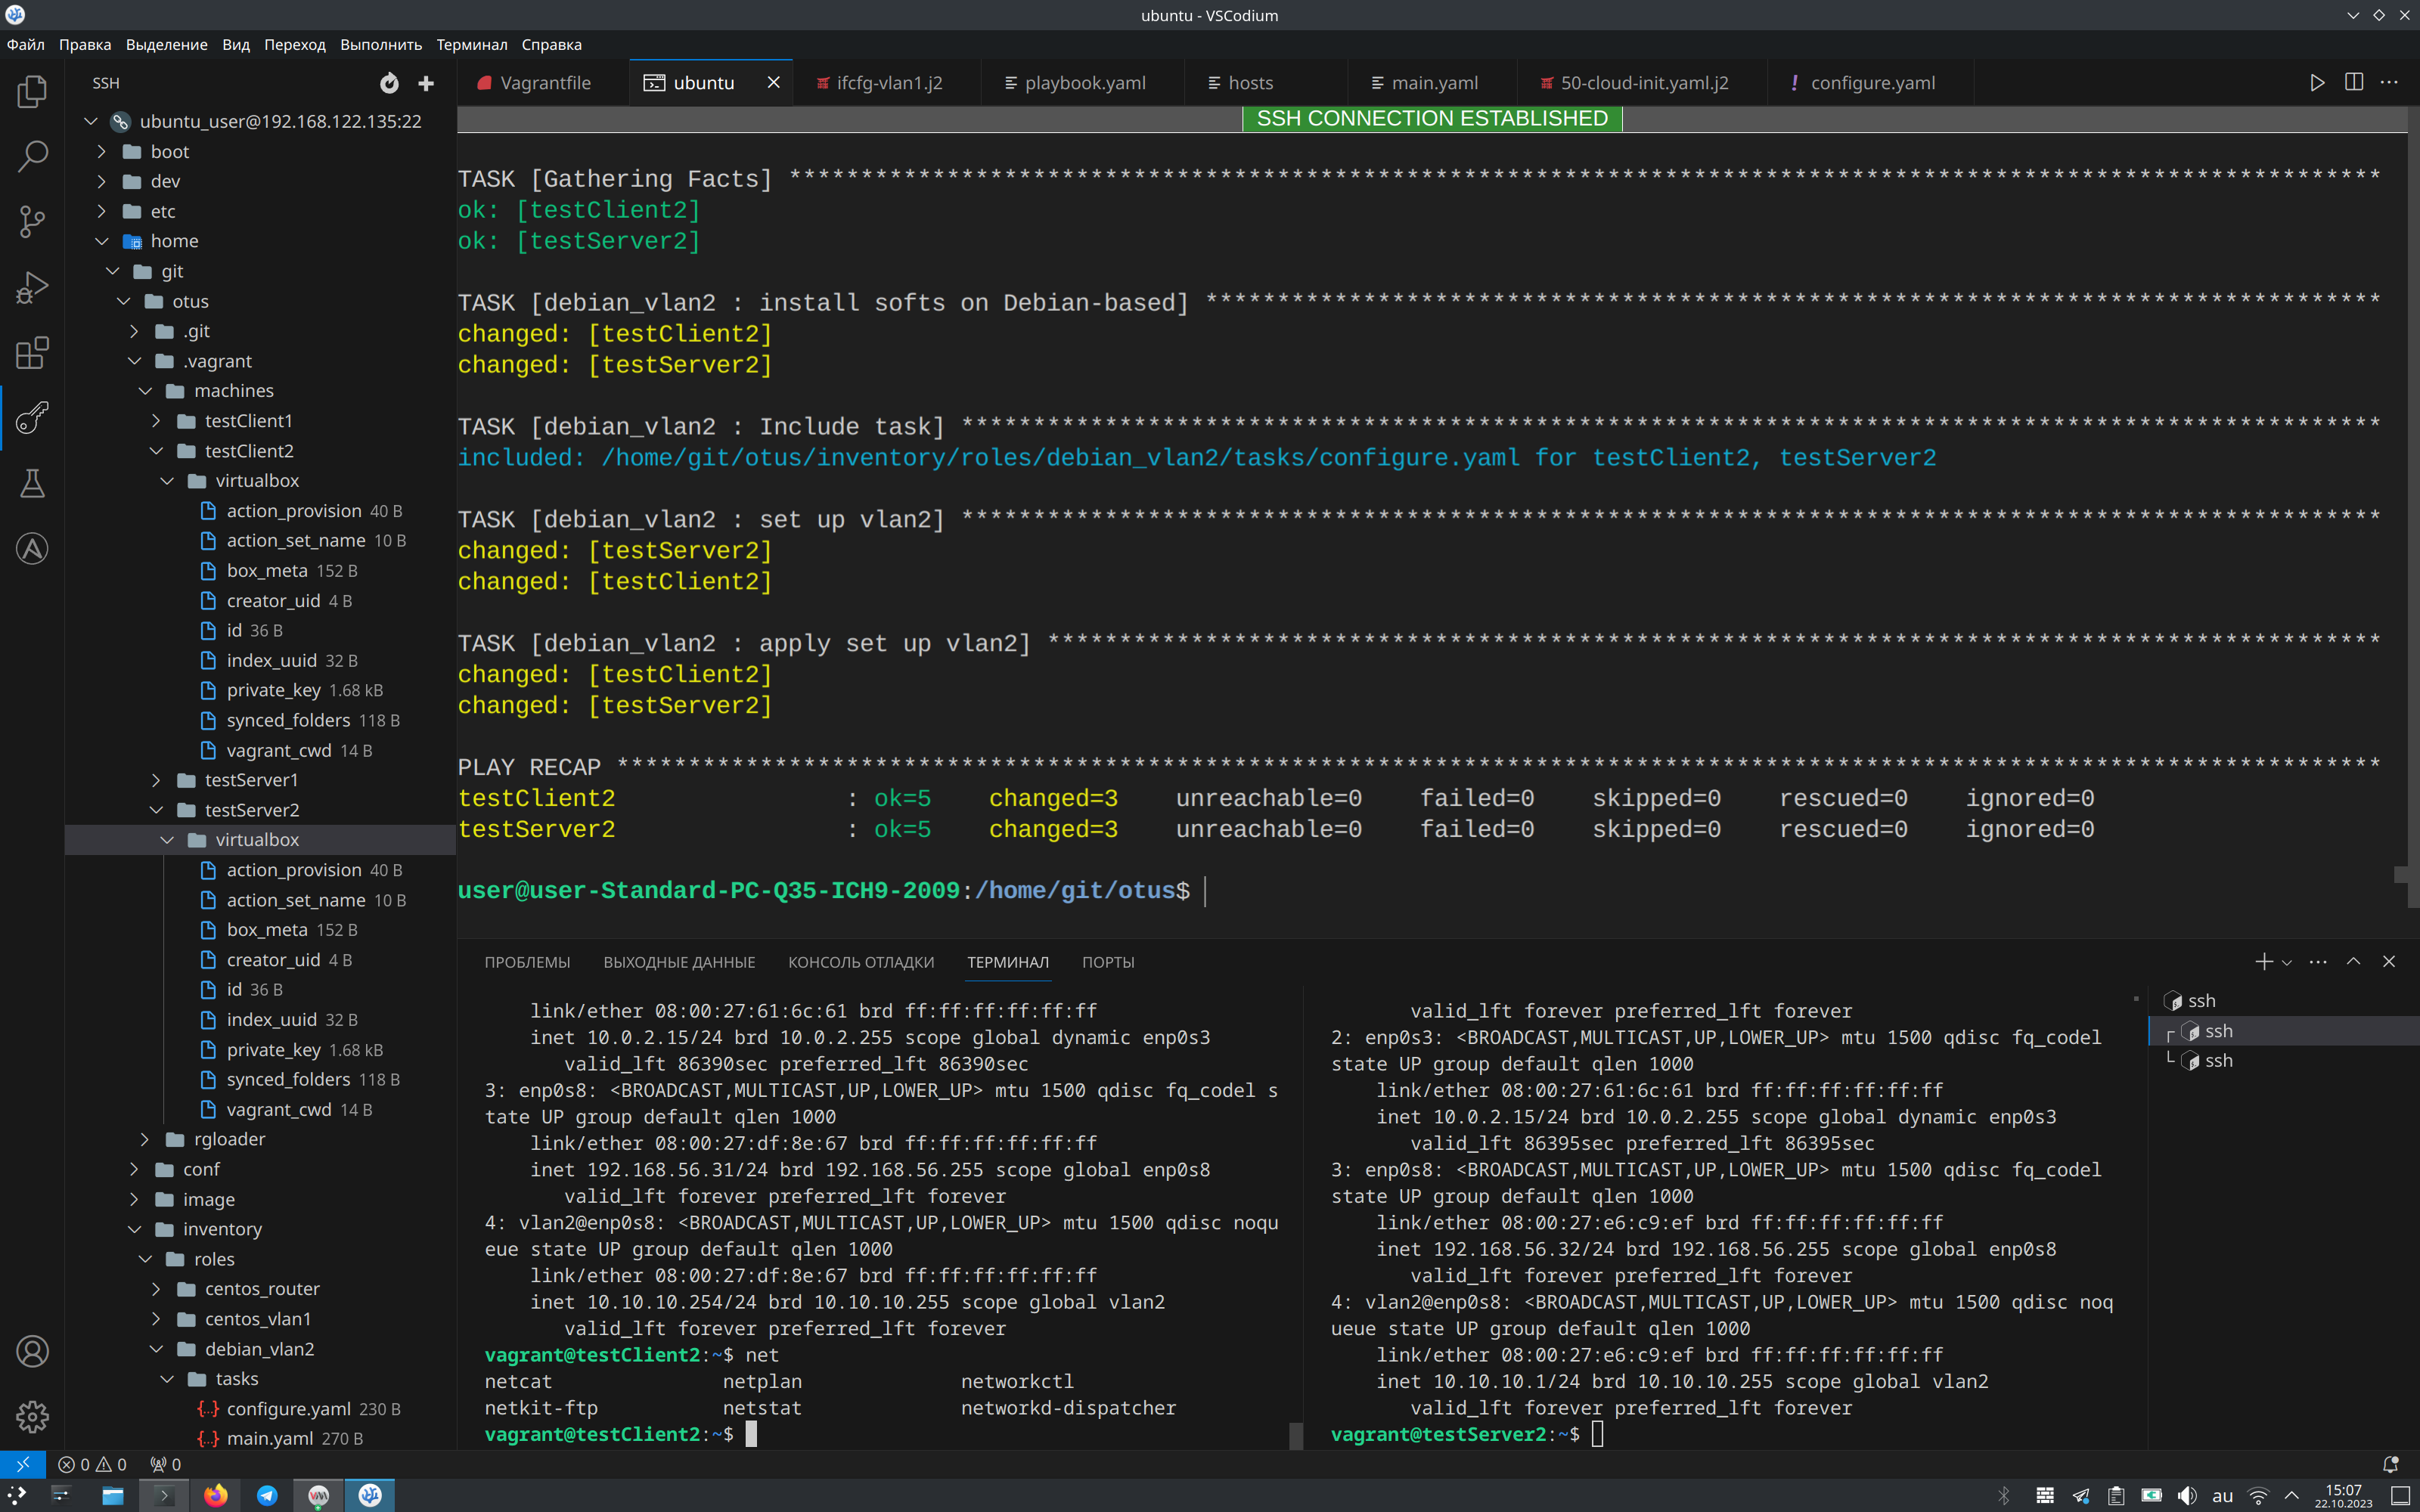 ubuntu - VSCodium
Файл Правка Выделение Вид Переход Выполнить Терминал Справка
SSH
Vagrantfile ubuntu ifcfg-vlan1.j2 playbook.yaml hosts main.yaml 50-cloud-init.yaml.j2 configure.yaml
ubuntu_user@192.168.122.135:22
boot
dev
etc
home
git
otus
.git
.vagrant
machines
testClient1
testClient2
virtualbox
action_provision 40 B
action_set_name 10 B
box_meta 152 B
creator_uid 4 B
id 36 B
index_uuid 32 B
private_key 1.68 kB
synced_folders 118 B
vagrant_cwd 14 B
testServer1
testServer2
virtualbox
action_provision 40 B
action_set_name 10 B
box_meta 152 B
creator_uid 4 B
id 36 B
index_uuid 32 B
private_key 1.68 kB
synced_folders 118 B
vagrant_cwd 14 B
rgloader
conf
image
inventory
roles
centos_router
centos_vlan1
debian_vlan2
tasks
configure.yaml 230 B
main.yaml 270 B
SSH CONNECTION ESTABLISHED
TASK [Gathering Facts] ***************************************************************************************************************
ok: [testClient2]
ok: [testServer2]
TASK [debian_vlan2 : install softs on Debian-based] **********************************************************************************
changed: [testClient2]
changed: [testServer2]
TASK [debian_vlan2 : Include task] ***************************************************************************************************
included: /home/git/otus/inventory/roles/debian_vlan2/tasks/configure.yaml for testClient2, testServer2
TASK [debian_vlan2 : set up vlan2] ***************************************************************************************************
changed: [testServer2]
changed: [testClient2]
TASK [debian_vlan2 : apply set up vlan2] *********************************************************************************************
changed: [testClient2]
changed: [testServer2]
PLAY RECAP ***************************************************************************************************************************
testClient2 : ok=5 changed=3 unreachable=0 failed=0 skipped=0 rescued=0 ignored=0
testServer2 : ok=5 changed=3 unreachable=0 failed=0 skipped=0 rescued=0 ignored=0
user@user-Standard-PC-Q35-ICH9-2009:/home/git/otus$
ПРОБЛЕМЫ ВЫХОДНЫЕ ДАННЫЕ КОНСОЛЬ ОТЛАДКИ ТЕРМИНАЛ ПОРТЫ
link/ether 08:00:27:61:6c:61 brd ff:ff:ff:ff:ff:ff
inet 10.0.2.15/24 brd 10.0.2.255 scope global dynamic enp0s3
valid_lft 86390sec preferred_lft 86390sec
3: enp0s8: <BROADCAST,MULTICAST,UP,LOWER_UP> mtu 1500 qdisc fq_codel s
tate UP group default qlen 1000
link/ether 08:00:27:df:8e:67 brd ff:ff:ff:ff:ff:ff
inet 192.168.56.31/24 brd 192.168.56.255 scope global enp0s8
valid_lft forever preferred_lft forever
4: vlan2@enp0s8: <BROADCAST,MULTICAST,UP,LOWER_UP> mtu 1500 qdisc noqu
eue state UP group default qlen 1000
link/ether 08:00:27:df:8e:67 brd ff:ff:ff:ff:ff:ff
inet 10.10.10.254/24 brd 10.10.10.255 scope global vlan2
valid_lft forever preferred_lft forever
vagrant@testClient2:~$ net
netcat netplan networkctl
netkit-ftp netstat networkd-dispatcher
vagrant@testClient2:~$
valid_lft forever preferred_lft forever
2: enp0s3: <BROADCAST,MULTICAST,UP,LOWER_UP> mtu 1500 qdisc fq_codel
state UP group default qlen 1000
link/ether 08:00:27:61:6c:61 brd ff:ff:ff:ff:ff:ff
inet 10.0.2.15/24 brd 10.0.2.255 scope global dynamic enp0s3
valid_lft 86395sec preferred_lft 86395sec
3: enp0s8: <BROADCAST,MULTICAST,UP,LOWER_UP> mtu 1500 qdisc fq_codel
state UP group default qlen 1000
link/ether 08:00:27:e6:c9:ef brd ff:ff:ff:ff:ff:ff
inet 192.168.56.32/24 brd 192.168.56.255 scope global enp0s8
valid_lft forever preferred_lft forever
4: vlan2@enp0s8: <BROADCAST,MULTICAST,UP,LOWER_UP> mtu 1500 qdisc noq
ueue state UP group default qlen 1000
link/ether 08:00:27:e6:c9:ef brd ff:ff:ff:ff:ff:ff
inet 10.10.10.1/24 brd 10.10.10.255 scope global vlan2
valid_lft forever preferred_lft forever
vagrant@testServer2:~$
ssh
ssh
ssh
0 0 0
au
15:07
22.10.2023